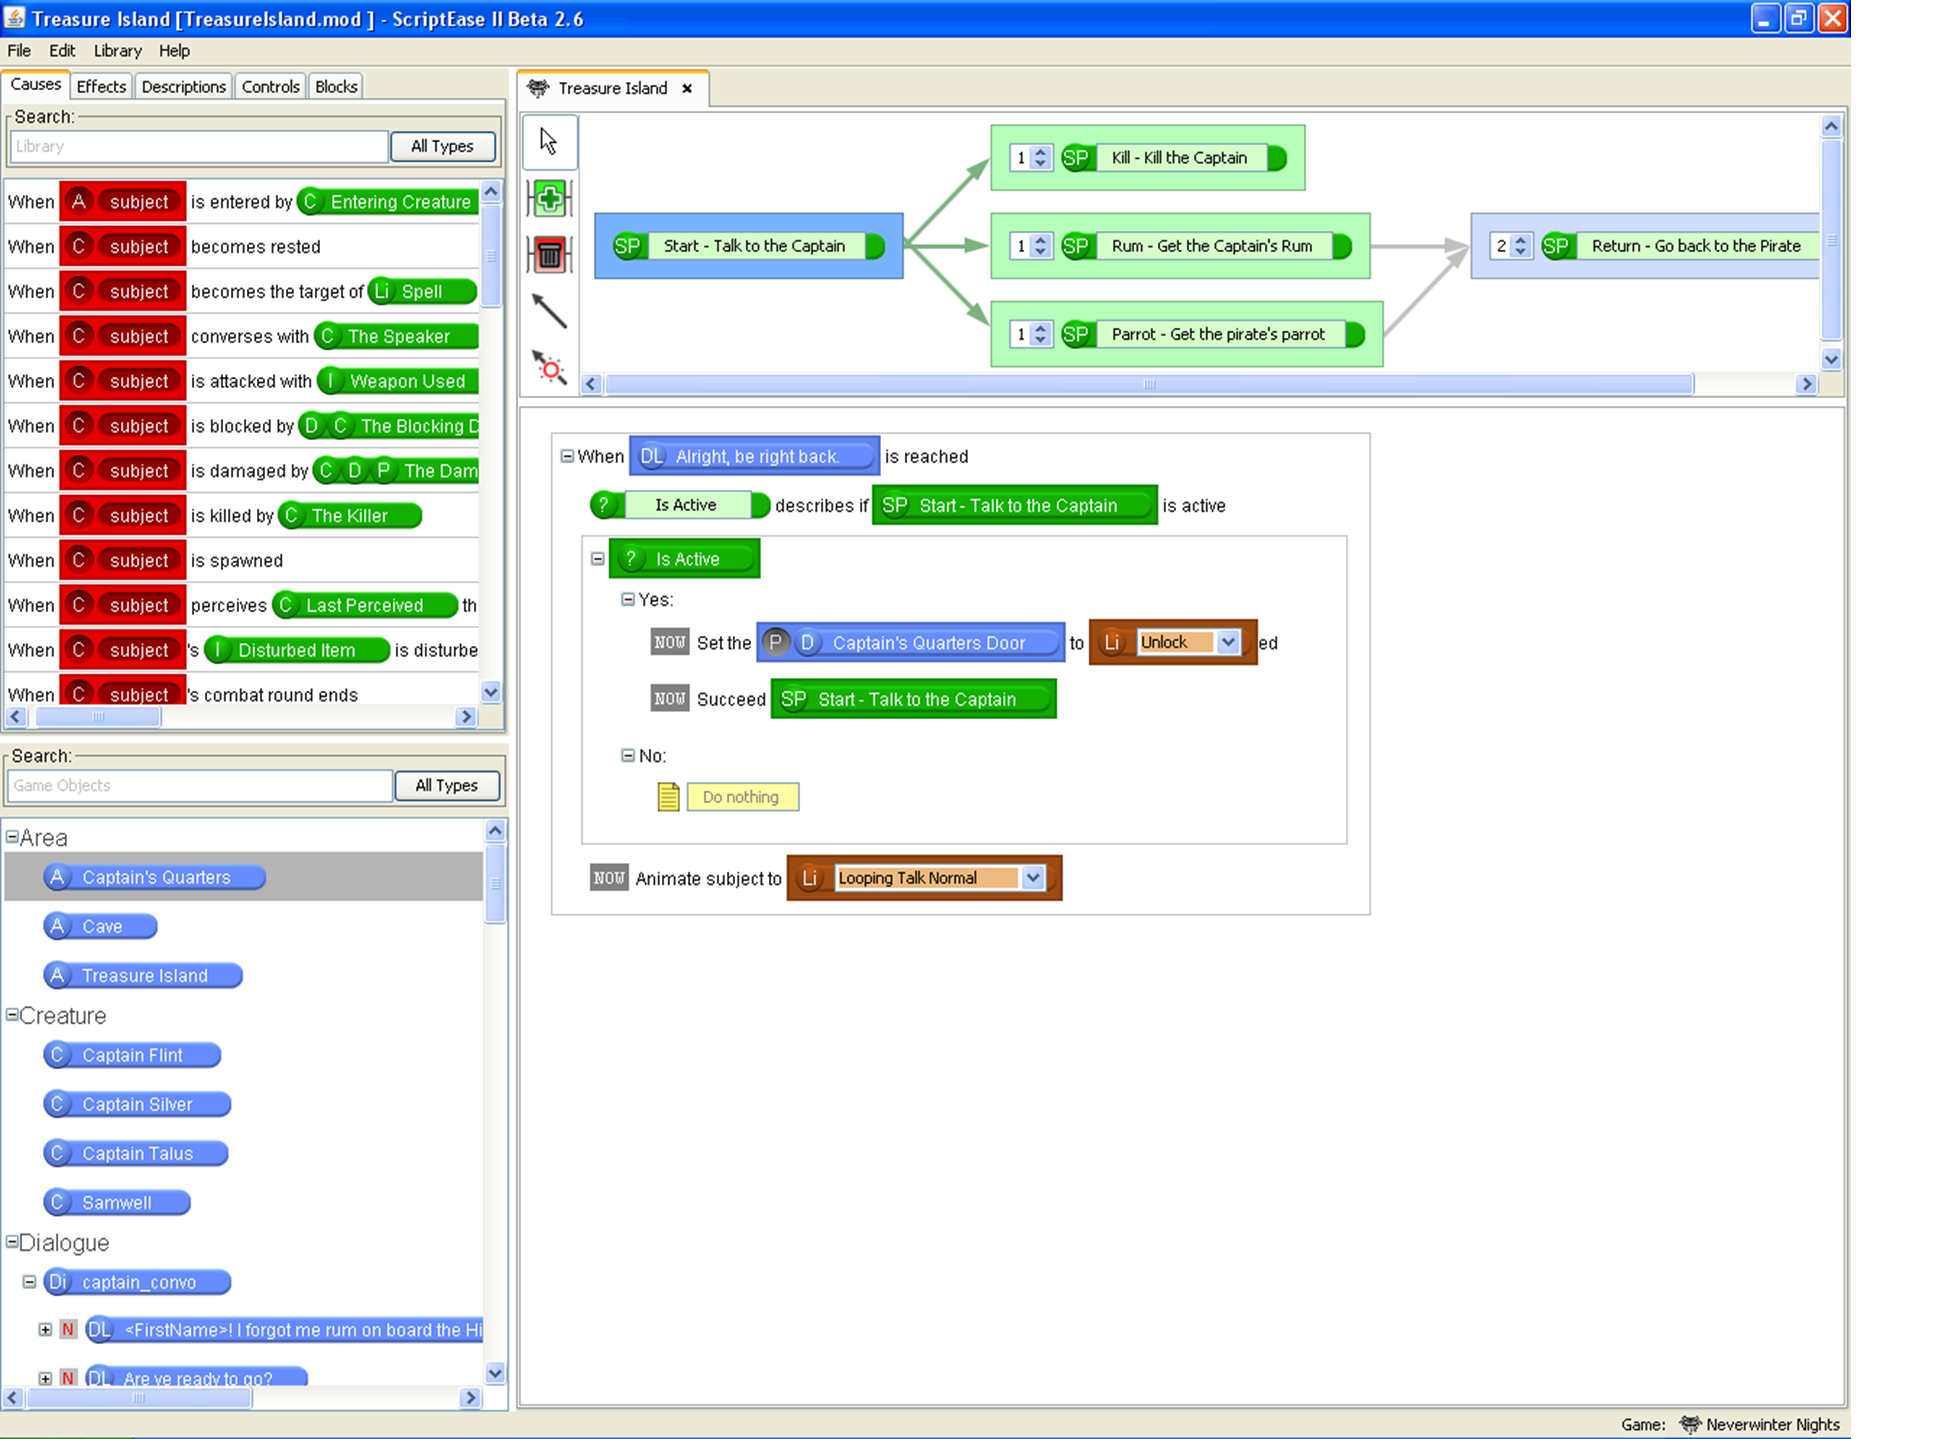 Treasure Island [TreasureIsland.mod ] - ScriptEase II Beta 2.6
File Edit Library Help
Causes Effects Descriptions Controls Blocks
Search:
Library All Types
When A subject is entered by C Entering Creature
When C subject becomes rested
When C subject becomes the target of Li Spell
When C subject converses with C The Speaker
When C subject is attacked with I Weapon Used
When C subject is blocked by D C The Blocking D
When C subject is damaged by C D P The Dam
When C subject is killed by C The Killer
When C subject is spawned
When C subject perceives C Last Perceived th
When C subject 's I Disturbed Item is disturbe
When C subject 's combat round ends
Search:
Game Objects All Types
Area
A Captain's Quarters
A Cave
A Treasure Island
Creature
C Captain Flint
C Captain Silver
C Captain Talus
C Samwell
Dialogue
Di captain_convo
N DL <FirstName>! I forgot me rum on board the Hi
N DL Are ye ready to go?
Treasure Island
1 SP Kill - Kill the Captain
SP Start - Talk to the Captain
1 SP Rum - Get the Captain's Rum
2 SP Return - Go back to the Pirate
1 SP Parrot - Get the pirate's parrot
When DL Alright, be right back. is reached
? Is Active describes if SP Start - Talk to the Captain is active
? Is Active
Yes:
NOW Set the P D Captain's Quarters Door to Li Unlock ed
NOW Succeed SP Start - Talk to the Captain
No:
Do nothing
NOW Animate subject to Li Looping Talk Normal
Game: Neverwinter Nights